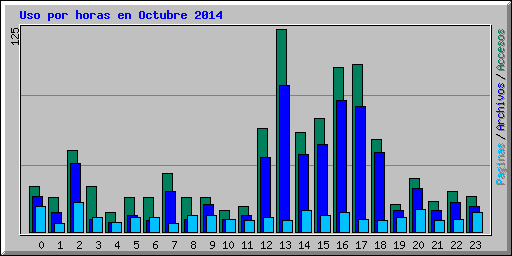 Uso por horas en Octubre 2014
125
Paginas / Archivos / Accesos
0 1 2 3 4 5 6 7 8 9 10 11 12 13 14 15 16 17 18 19 20 21 22 23